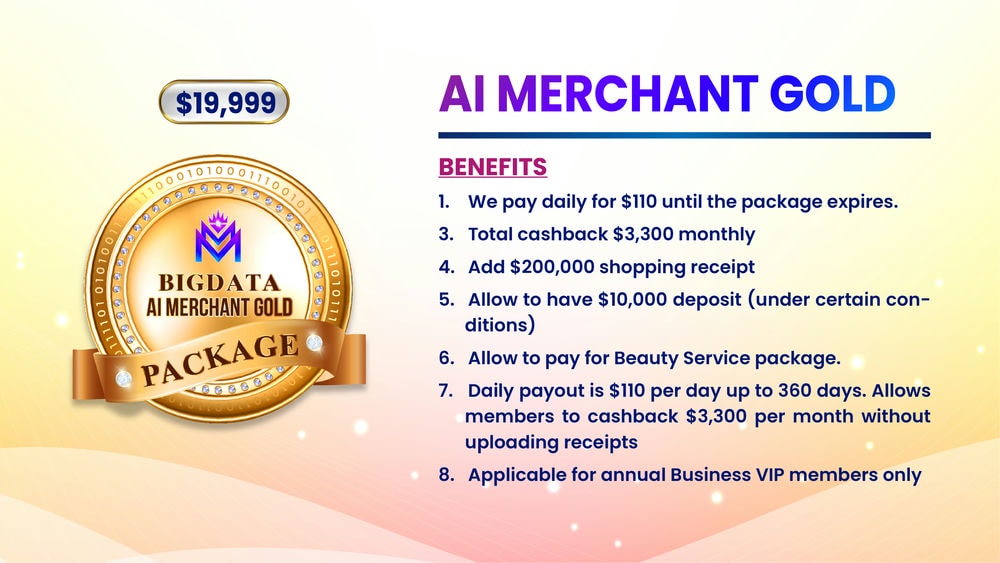 $19,999
1110001010001110010
01010011
01110101
BIGDATA
AI MERCHANT GOLD
PACKAGE
AI MERCHANT GOLD
BENEFITS
1. We pay daily for $110 until the package expires.
3. Total cashback $3,300 monthly
4. Add $200,000 shopping receipt
5. Allow to have $10,000 deposit (under certain con-
ditions)
6. Allow to pay for Beauty Service package.
7. Daily payout is $110 per day up to 360 days. Allows
members to cashback $3,300 per month without
uploading receipts
8. Applicable for annual Business VIP members only